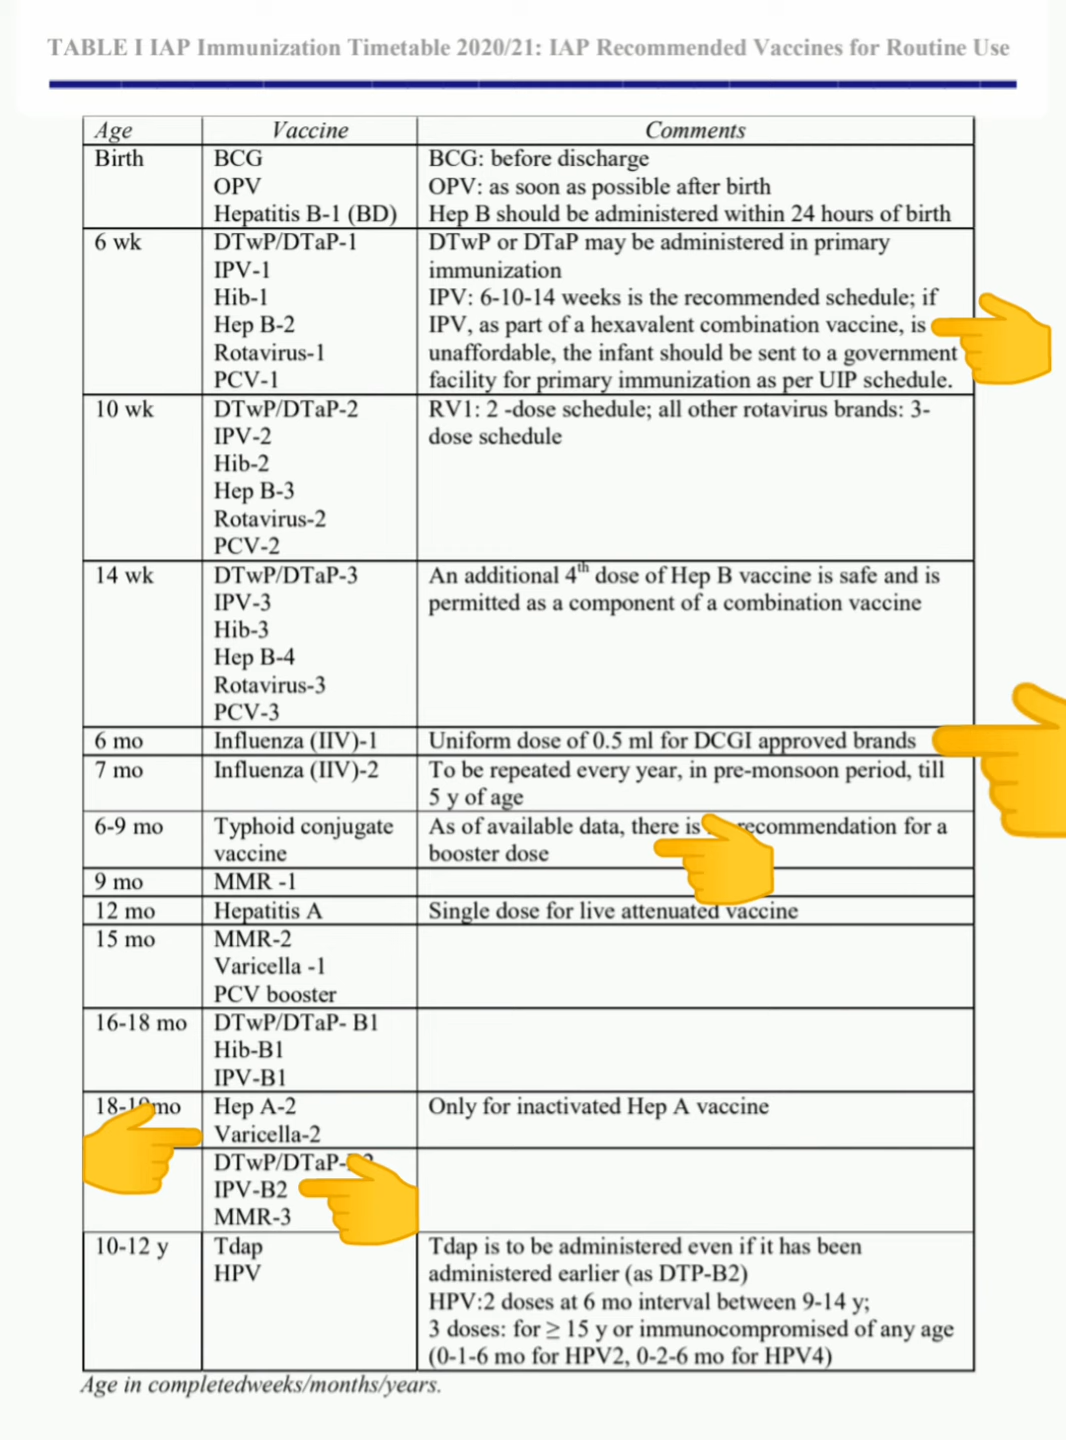 TABLE I IAP Immunization Timetable 2020/21: IAP Recommended Vaccines for Routine Use
Age Vaccine Comments
Birth BCG BCG: before discharge
OPV OPV: as soon as possible after birth
Hepatitis B-1 (BD) Hep B should be administered within 24 hours of birth
6 wk DTwP/DTaP-1 DTwP or DTaP may be administered in primary
IPV-1 immunization
Hib-1 IPV: 6-10-14 weeks is the recommended schedule; if
Hep B-2 IPV, as part of a hexavalent combination vaccine, is
Rotavirus-1 unaffordable, the infant should be sent to a government
PCV-1 facility for primary immunization as per UIP schedule.
10 wk DTwP/DTaP-2 RV1: 2 -dose schedule; all other rotavirus brands: 3-
IPV-2 dose schedule
Hib-2
Hep B-3
Rotavirus-2
PCV-2
14 wk DTwP/DTaP-3 An additional 4th dose of Hep B vaccine is safe and is
IPV-3 permitted as a component of a combination vaccine
Hib-3
Hep B-4
Rotavirus-3
PCV-3
6 mo Influenza (IIV)-1 Uniform dose of 0.5 ml for DCGI approved brands
7 mo Influenza (IIV)-2 To be repeated every year, in pre-monsoon period, till
5 y of age
6-9 mo Typhoid conjugate As of available data, there is recommendation for a
vaccine booster dose
9 mo MMR -1
12 mo Hepatitis A Single dose for live attenuated vaccine
15 mo MMR-2
Varicella -1
PCV booster
16-18 mo DTwP/DTaP- B1
Hib-B1
IPV-B1
mo Hep A-2 Only for inactivated Hep A vaccine
Varicella-2
DTwP/DTaP-
IPV-B2
MMR-3
10-12 y Tdap Tdap is to be administered even if it has been
HPV administered earlier (as DTP-B2)
HPV:2 doses at 6 mo interval between 9-14 y;
3 doses: for ≥ 15 y or immunocompromised of any age
(0-1-6 mo for HPV2, 0-2-6 mo for HPV4)
Age in completedweeks/months/years.